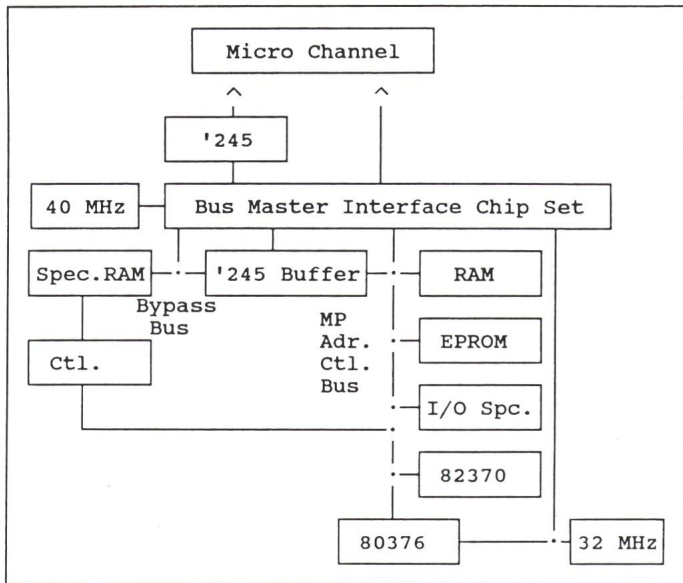 Micro Channel
'245
40 MHz
Bus Master Interface Chip Set
Spec.RAM
'245 Buffer
RAM
Bypass
Bus
MP
Adr.
Ctl.
Bus
EPROM
Ctl.
I/O Spc.
82370
80376
32 MHz